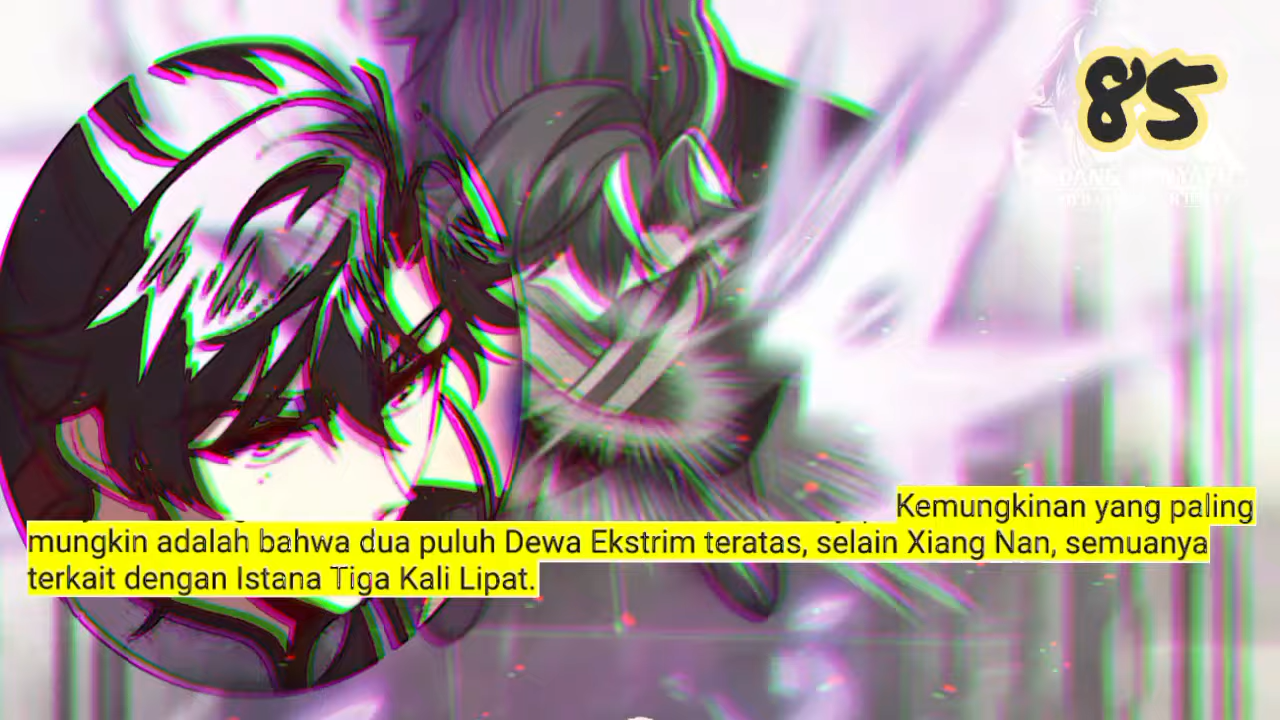 85
Kemungkinan yang paling
mungkin adalah bahwa dua puluh Dewa Ekstrim teratas, selain Xiang Nan, semuanya
terkait dengan Istana Tiga Kali Lipat.